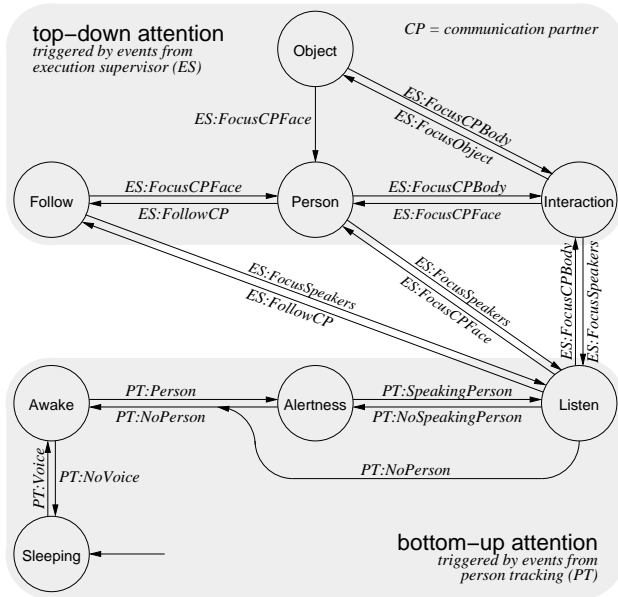 top−down attention
triggered by events from
execution supervisor (ES)
CP = communication partner
Object
ES:FocusCPBody
ES:FocusObject
ES:FocusCPFace
Follow
ES:FocusCPFace
ES:FollowCP
Person
ES:FocusCPBody
ES:FocusCPFace
Interaction
ES:FocusSpeakers
ES:FollowCP
ES:FocusSpeakers
ES:FocusCPFace
ES:FocusCPBody
ES:FocusSpeakers
Awake
PT:Person
PT:NoPerson
Alertness
PT:SpeakingPerson
PT:NoSpeakingPerson
Listen
PT:NoPerson
PT:Voice
PT:NoVoice
Sleeping
bottom−up attention
triggered by events from
person tracking (PT)